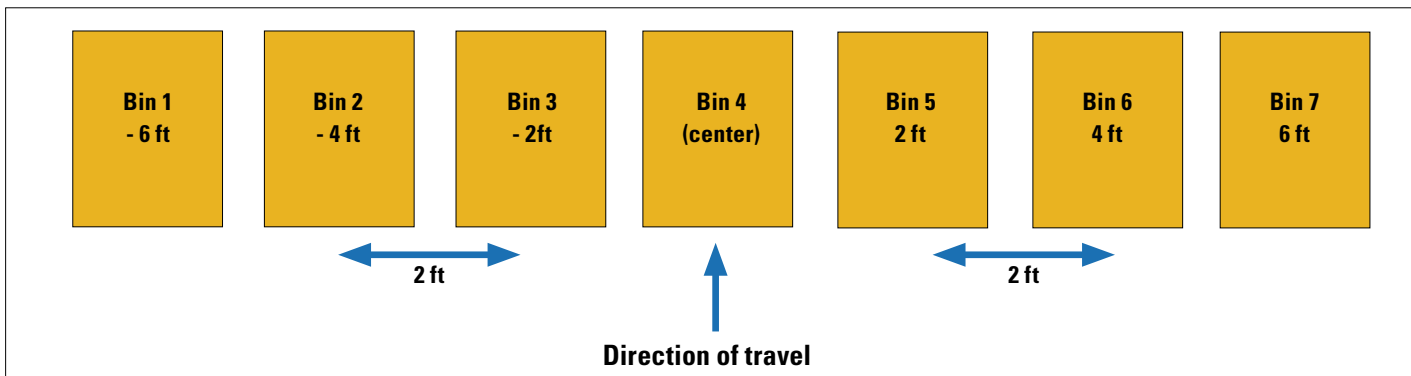 Bin 1
- 6 ft
Bin 2
- 4 ft
Bin 3
- 2ft
Bin 4
(center)
Bin 5
2 ft
Bin 6
4 ft
Bin 7
6 ft
2 ft
2 ft
Direction of travel